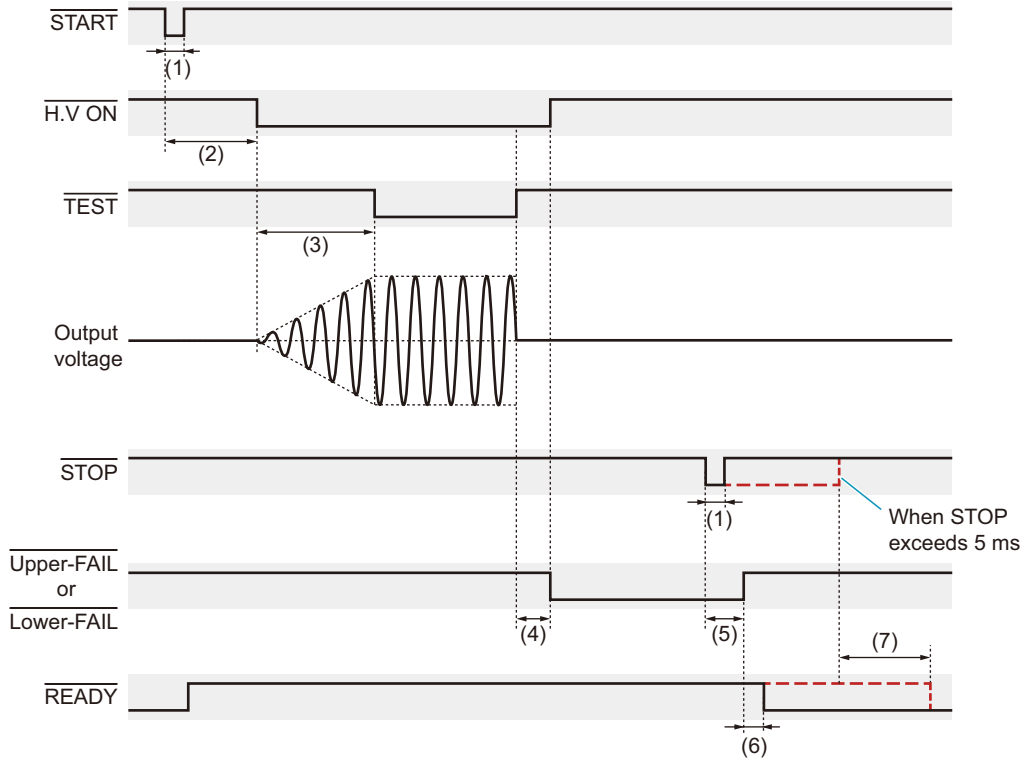 START
(1)
H.V ON
(2)
TEST
(3)
Output
voltage
STOP
(1)
When STOP
exceeds 5 ms
Upper-FAIL
or
Lower-FAIL
(4)
(5)
(7)
READY
(6)